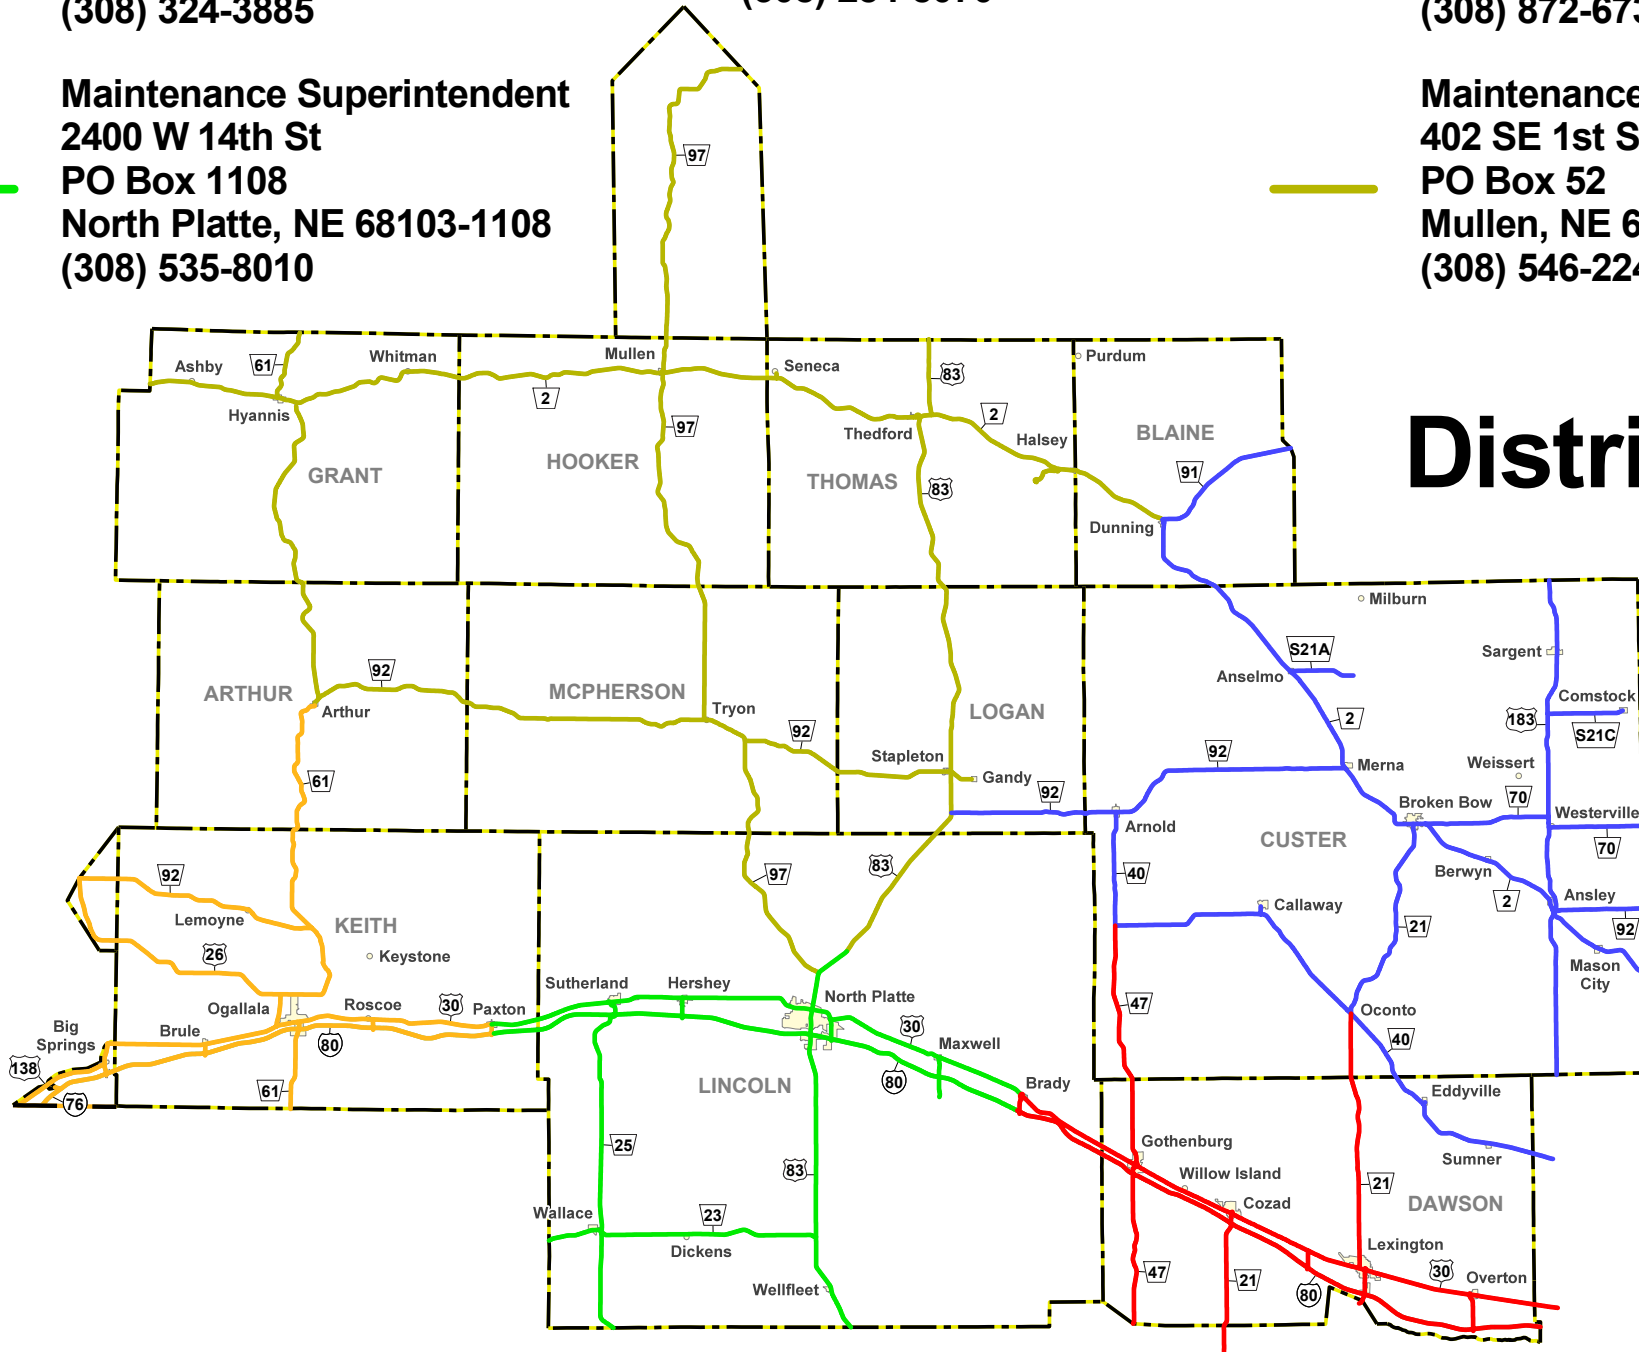 (308) 324-3885
(308) 872-673
Maintenance Superintendent
2400 W 14th St
PO Box 1108
North Platte, NE 68103-1108
(308) 535-8010
Maintenance
402 SE 1st S
PO Box 52
Mullen, NE 6
(308) 546-224
Distri
97
Ashby
61
Whitman
Mullen
Seneca
83
Purdum
Hyannis
2
97
Thedford
2
Halsey
BLAINE
GRANT
HOOKER
THOMAS
83
91
Dunning
Milburn
S21A
Sargent
Anselmo
92
ARTHUR
MCPHERSON
Arthur
Tryon
LOGAN
Comstock
183
S21C
2
92
92
Stapleton
Gandy
61
92
Merna
Weissert
70
Broken Bow
Westerville
Arnold
CUSTER
70
92
97
83
40
Berwyn
2
Ansley
Lemoyne
KEITH
Callaway
21
92
26
Keystone
Mason
City
Ogallala
Roscoe
30
Paxton
Sutherland
Hershey
North Platte
47
Oconto
Big
Springs
Brule
80
30
Maxwell
40
138
76
61
LINCOLN
80
Brady
Eddyville
25
83
Gothenburg
Sumner
Willow Island
Cozad
21
DAWSON
Wallace
23
Dickens
Lexington
47
21
80
30
Overton
Wellfleet